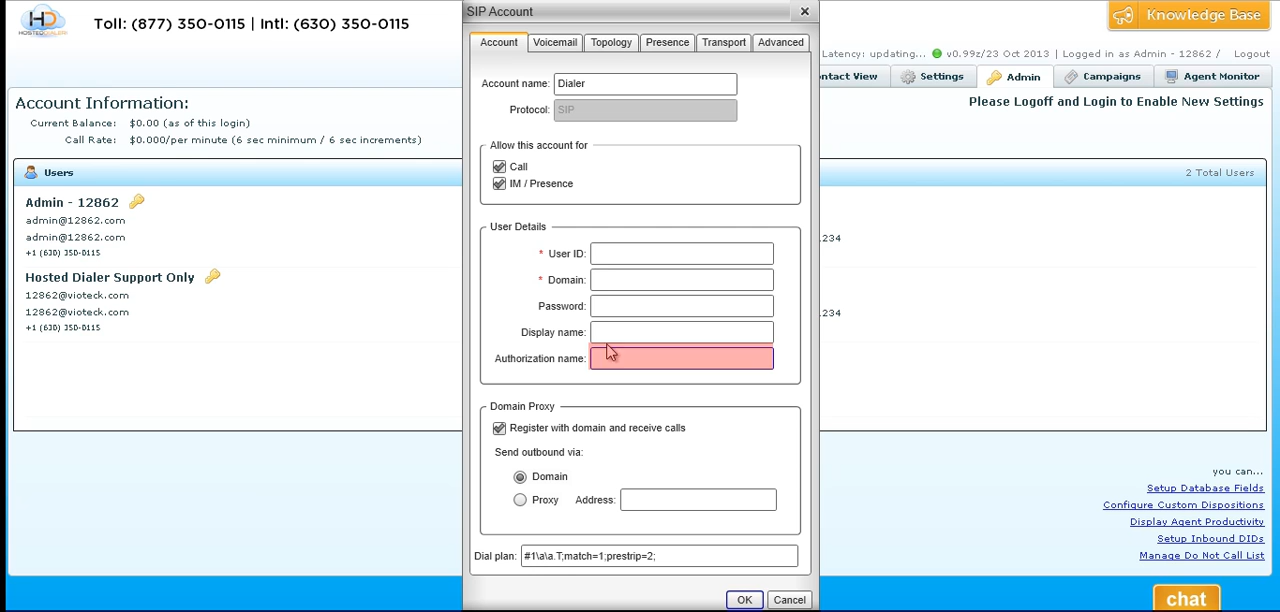 HD
HOSTEDDIALER
Toll: (877) 350-0115 | Intl: (630) 350-0115
Knowledge Base
Latency: updating... v0.99z/23 Oct 2013 | Logged in as Admin - 12862 / Logout
ntact View
Settings
Admin
Campaigns
Agent Monitor
Account Information:
Please Logoff and Login to Enable New Settings
Current Balance: $0.00 (as of this login)
Call Rate: $0.000/per minute (6 sec minimum / 6 sec increments)
Users
2 Total Users
Admin - 12862
admin@12862.com
admin@12862.com
+1 (630) 350-0115
.234
Hosted Dialer Support Only
12862@vioteck.com
12862@vioteck.com
+1 (630) 350-0115
.234
SIP Account
Account Voicemail Topology Presence Transport Advanced
Account name: Dialer
Protocol: SIP
Allow this account for
Call
IM / Presence
User Details
* User ID:
* Domain:
Password:
Display name:
Authorization name:
Domain Proxy
Register with domain and receive calls
Send outbound via:
Domain
Proxy Address:
Dial plan: #1\a\a.T;match=1;prestrip=2;
OK Cancel
you can...
Setup Database Fields
Configure Custom Dispositions
Display Agent Productivity
Setup Inbound DIDs
Manage Do Not Call List
chat